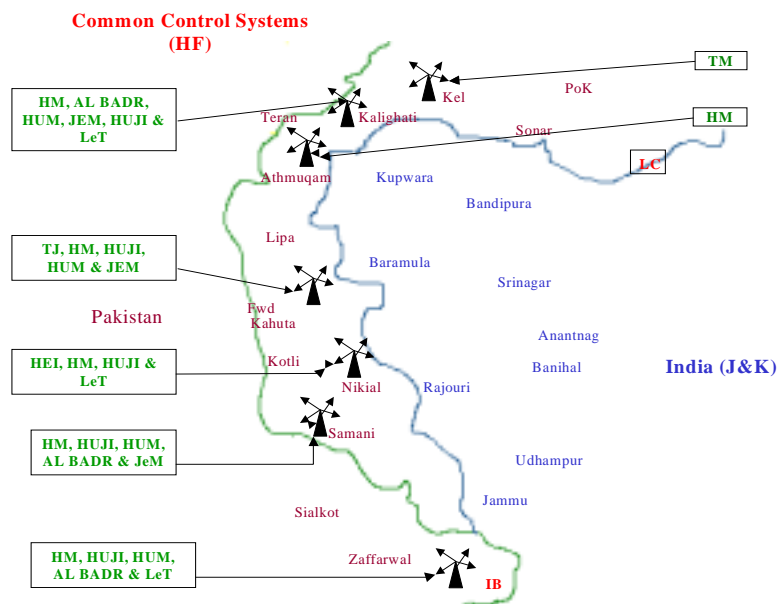 Common Control Systems
(HF)
TM
Kel
PoK
HM, AL BADR,
HUM, JEM, HUJI &
LeT
Teran
Kalighati
HM
Sonar
LC
Athmuqam
Kupwara
Bandipura
Lipa
TJ, HM, HUJI,
HUM & JEM
Baramula
Srinagar
Fwd
Kahuta
Pakistan
Anantnag
HEI, HM, HUJI &
LeT
Kotli
Banihal
India (J&K)
Nikial
Rajouri
Samani
HM, HUJI, HUM,
AL BADR & JeM
Udhampur
Jammu
Sialkot
HM, HUJI, HUM,
AL BADR & LeT
Zaffarwal
IB